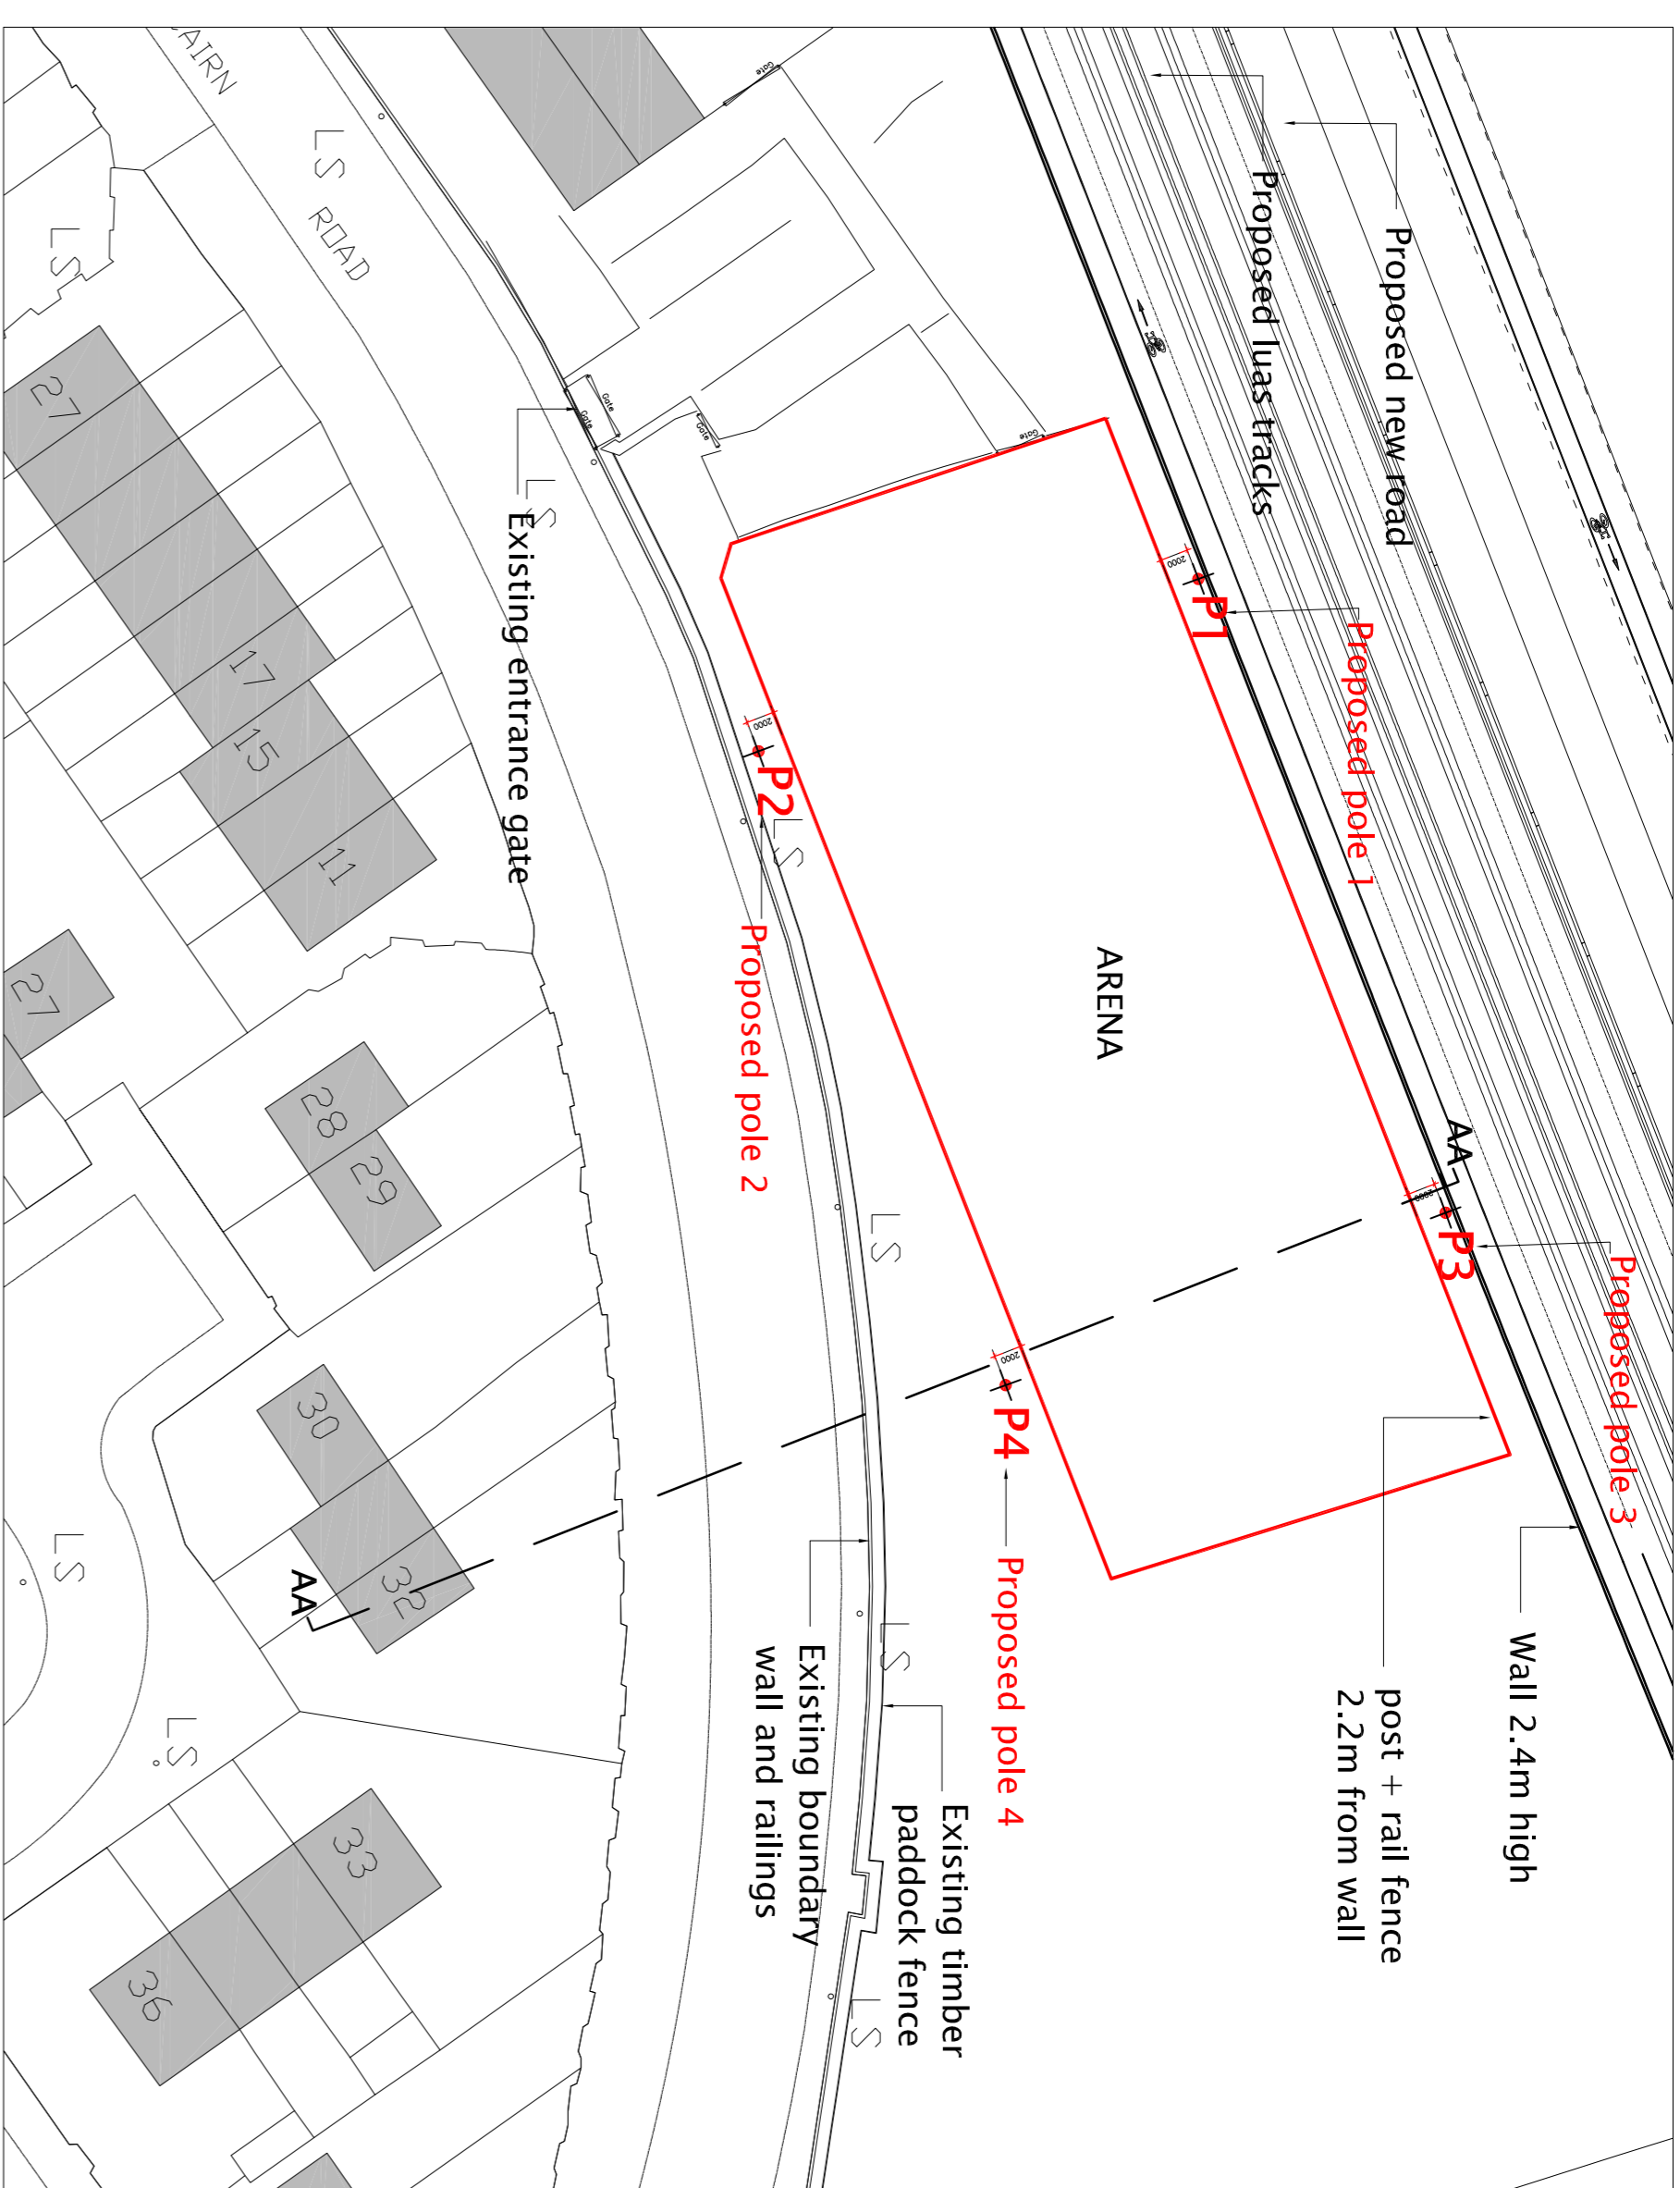 Proposed new road
Proposed luas tracks
Proposed pole 1
Proposed pole 3
Wall 2.4m high
post + rail fence
2.2m from wall
AA
P1
2000
P3
2000
ARENA
P2
2000
P4
2000
Proposed pole 2
Proposed pole 4
Existing timber
paddock fence
Existing boundary
wall and railings
Existing entrance gate
Gate
Gate
Gate
Gate
Gate
CAIRN
ROAD
LS
LS
LS
LS
LS
LS
LS
LS
LS
27
17
15
11
27
28
29
30
32
AA
33
36